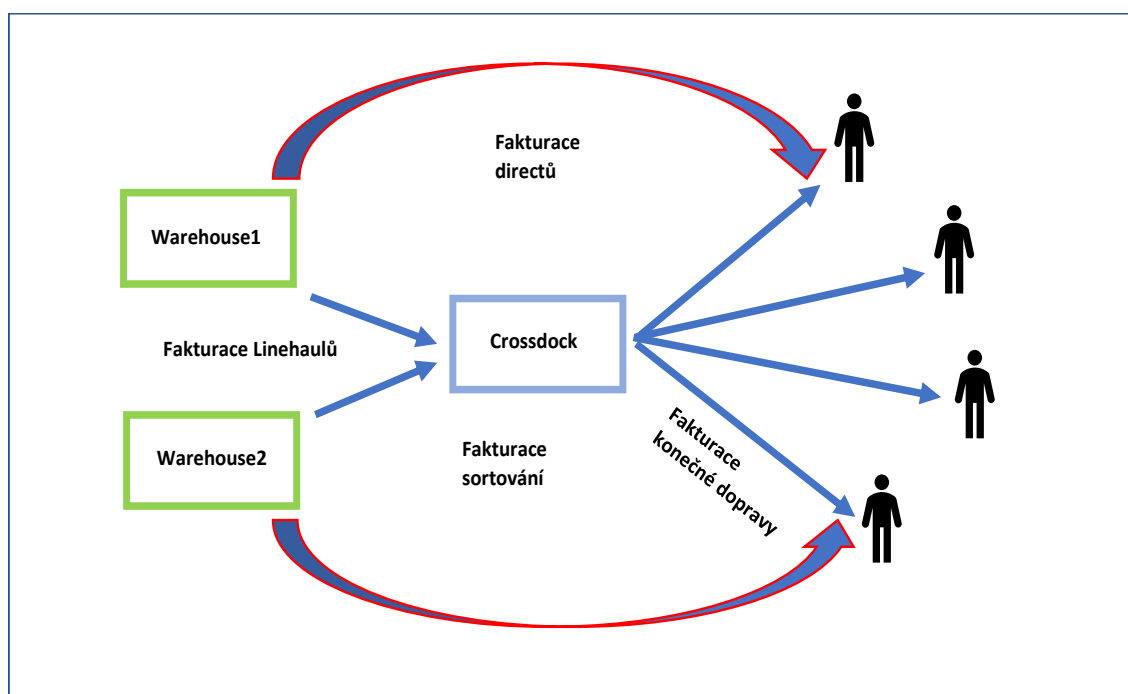 Fakturace
directů
Warehouse1
Fakturace Linehaulů
Crossdock
Warehouse2
Fakturace
sortování
Fakturace
konečné dopravy